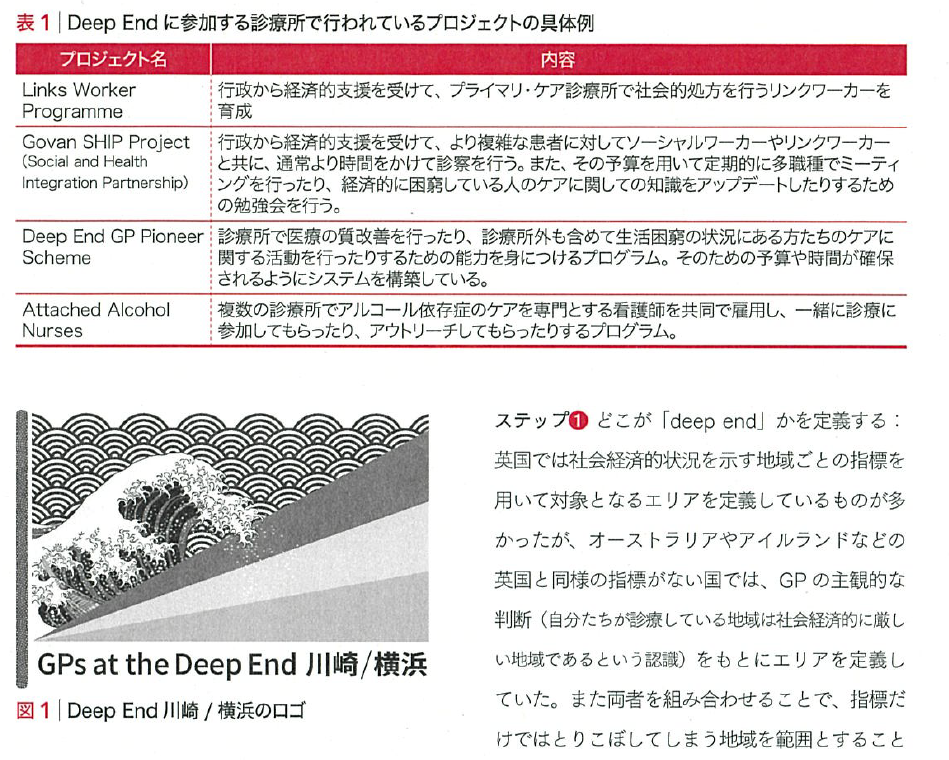 表1｜Deep End に参加する診療所で行われているプロジェクトの具体例
プロジェクト名
内容
Links Worker
Programme
行政から経済的支援を受けて、プライマリ・ケア診療所で社会的処方を行うリンクワーカーを
育成
Govan SHIP Project
(Social and Health
Integration Partnership)
行政から経済的支援を受けて、より複雑な患者に対してソーシャルワーカーやリンクワーカー
と共に、通常より時間をかけて診察を行う。また、その予算を用いて定期的に多職種でミーティ
ングを行ったり、経済的に困窮している人のケアに関しての知識をアップデートしたりするため
の勉強会を行う。
Deep End GP Pioneer
Scheme
診療所で医療の質改善を行ったり、診療所外も含めて生活困窮の状況にある方たちのケアに
関する活動を行ったりするための能力を身につけるプログラム。そのための予算や時間が確保
されるようにシステムを構築している。
Attached Alcohol
Nurses
複数の診療所でアルコール依存症のケアを専門とする看護師を共同で雇用し、一緒に診療に
参加してもらったり、アウトリーチしてもらったりするプログラム。
GPs at the Deep End 川崎/横浜
図1｜Deep End 川崎 / 横浜のロゴ
ステップ❶ どこが「deep end」かを定義する：
英国では社会経済的状況を示す地域ごとの指標を
用いて対象となるエリアを定義しているものが多
かったが、オーストラリアやアイルランドなどの
英国と同様の指標がない国では、GP の主観的な
判断（自分たちが診療している地域は社会経済的に厳し
い地域であるという認識）をもとにエリアを定義し
ていた。また両者を組み合わせることで、指標だ
けではとりこぼしてしまう地域を範囲とすること